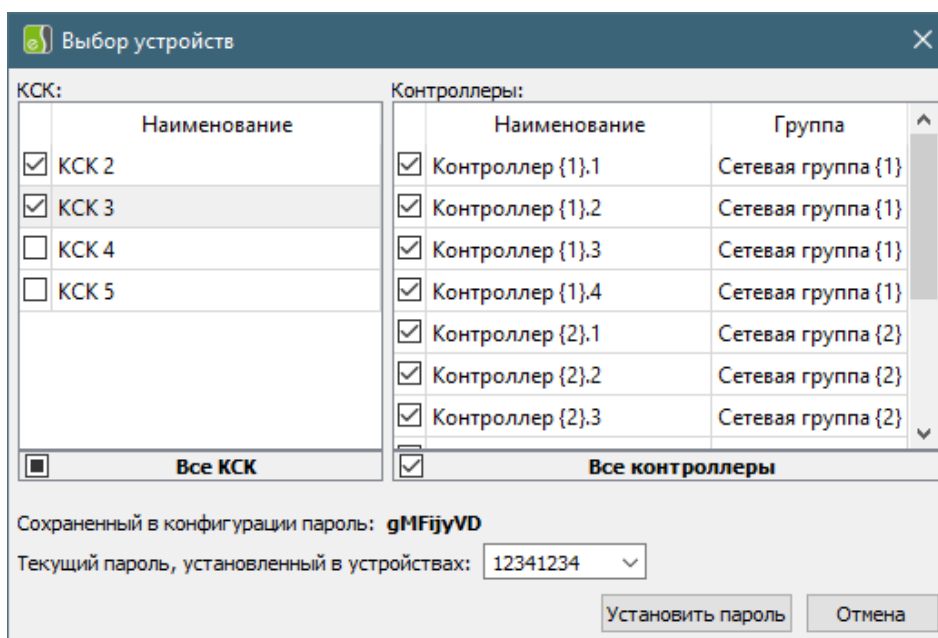 Выбор устройств
КСК:
Контроллеры:
Наименование
Наименование Группа
КСК 2
Контроллер {1}.1 Сетевая группа {1}
КСК 3
Контроллер {1}.2 Сетевая группа {1}
КСК 4
Контроллер {1}.3 Сетевая группа {1}
КСК 5
Контроллер {1}.4 Сетевая группа {1}
Контроллер {2}.1 Сетевая группа {2}
Контроллер {2}.2 Сетевая группа {2}
Контроллер {2}.3 Сетевая группа {2}
Все КСК
Все контроллеры
Сохраненный в конфигурации пароль: gMFijyVD
Текущий пароль, установленный в устройствах: 12341234
Установить пароль Отмена